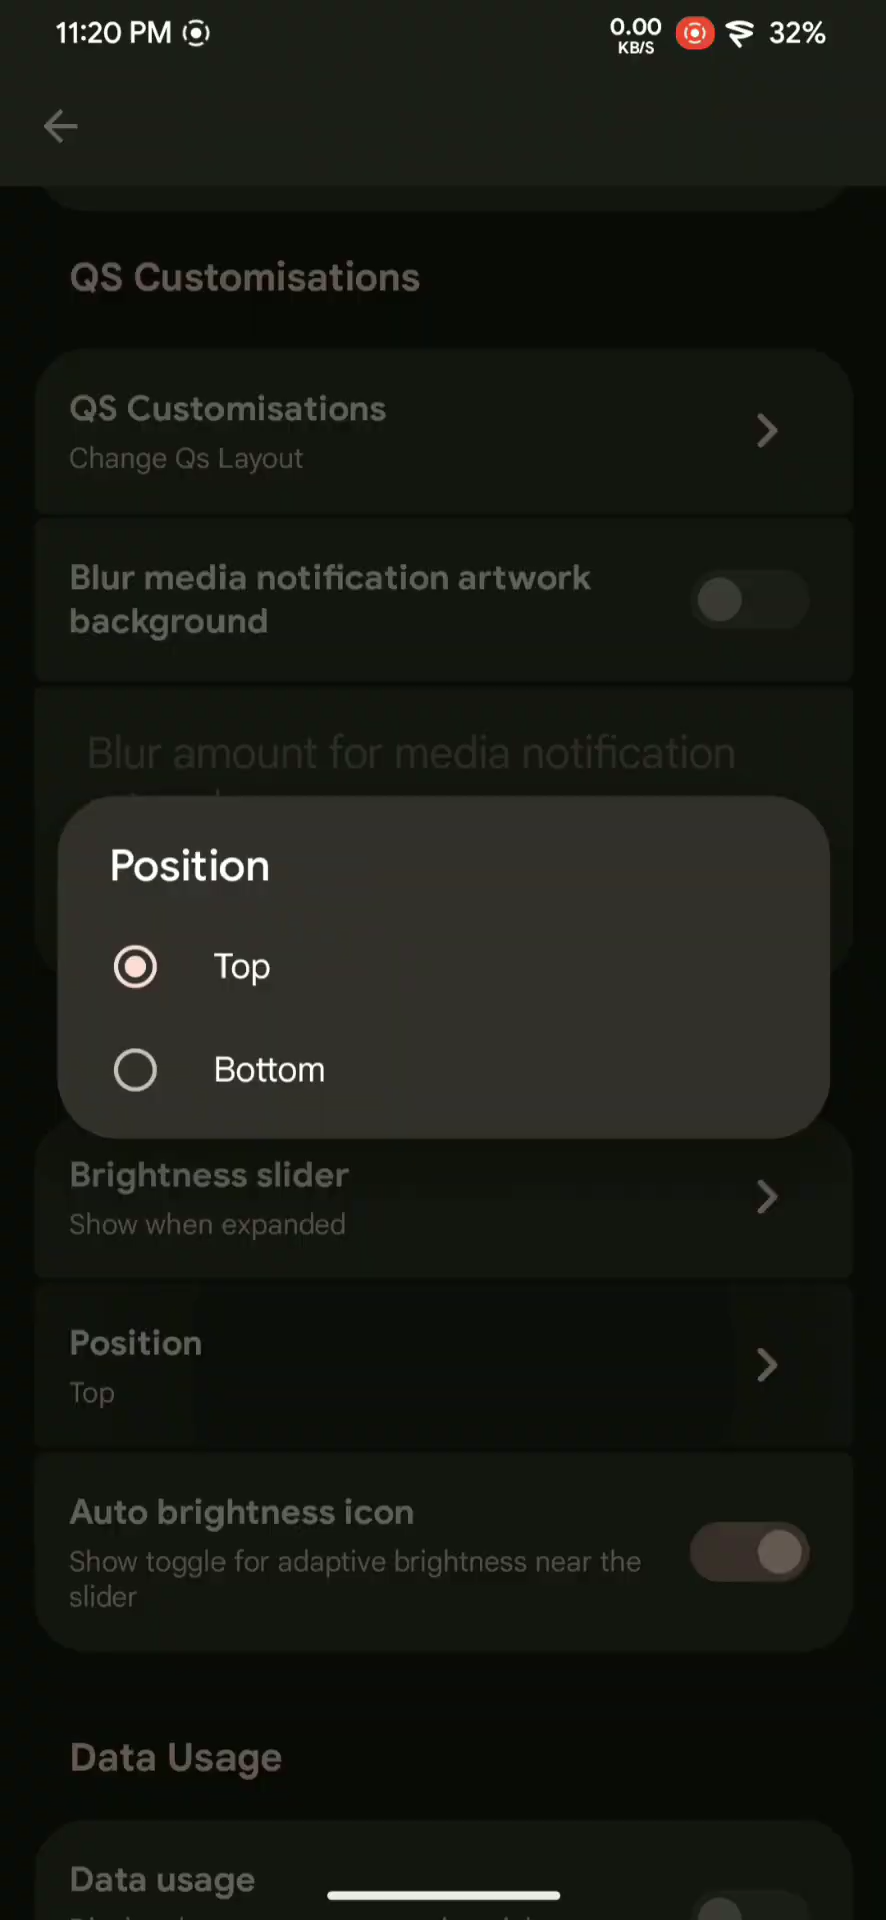 11:20 PM
0.00
KB/S
32%
QS Customisations
QS Customisations
Change Qs Layout
Blur media notification artwork
background
Blur amount for media notification
Position
Top
Bottom
Brightness slider
Show when expanded
Position
Top
Auto brightness icon
Show toggle for adaptive brightness near the
slider
Data Usage
Data usage